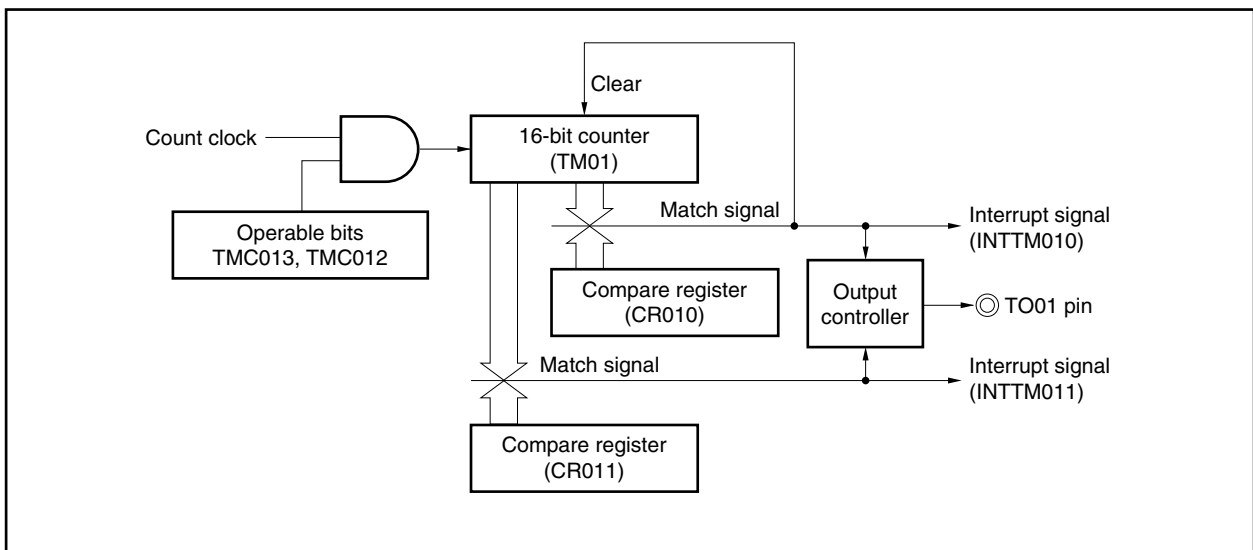 Clear
Count clock
16-bit counter
(TM01)
Operable bits
TMC013, TMC012
Match signal
Interrupt signal
(INTTM010)
Compare register
(CR010)
Output
controller
TO01 pin
Match signal
Interrupt signal
(INTTM011)
Compare register
(CR011)